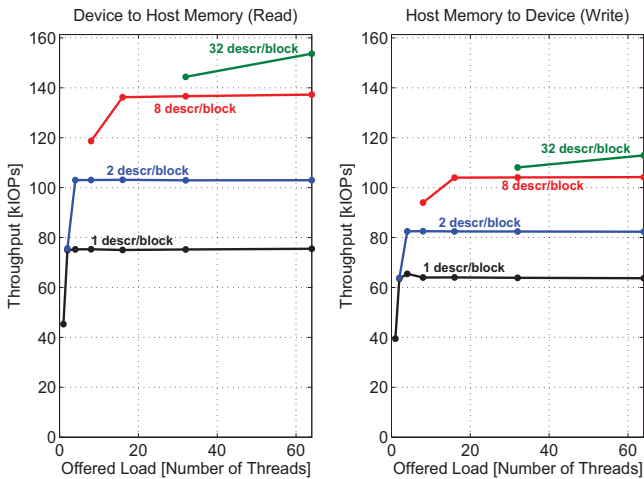 Device to Host Memory (Read)
Throughput [kIOPs]
160
140
120
100
80
60
40
20
0
0
20
40
60
32 descr/block
8 descr/block
2 descr/block
1 descr/block
Offered Load [Number of Threads]
Host Memory to Device (Write)
Throughput [kIOPs]
160
140
120
100
80
60
40
20
0
0
20
40
60
32 descr/block
8 descr/block
2 descr/block
1 descr/block
Offered Load [Number of Threads]